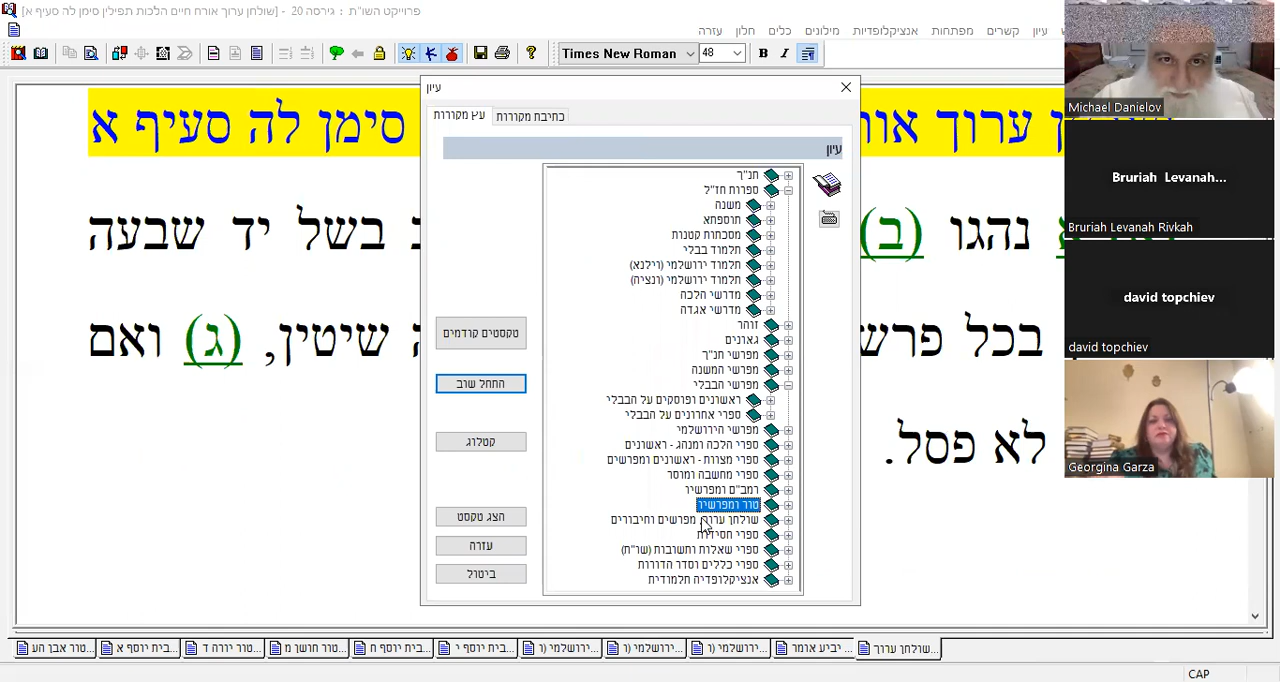 פרוייקט השו"ת : גירסה 20 - [שולחן ערוך אורח חיים הלכות תפילין סימן לה סעיף א]
עיון קשרים מפתחות אנציקלופדיות מילונים כלים חלון עזרה
Times New Roman 48 B I
ערוך סימן לה סעיף א
נהגו (ב) בשל יד שבעה
בכל שיטין, (ג) ואם
לא פסל.
עיון
עץ מקורות כתיבת מקורות
עיון
תנ"ך
ספרות חז"ל
משנה
תוספתא
מסכתות קטנות
תלמוד בבלי
תלמוד ירושלמי (וילנא)
תלמוד ירושלמי (ונציה)
מדרשי הלכה
מדרשי אגדה
זוהר
גאונים
מפרשי תנ"ך
מפרשי המשנה
מפרשי הבבלי
ראשונים ופוסקים על הבבלי
ספרי אחרונים על הבבלי
מפרשי הירושלמי
ספרי הלכה ומנהג - ראשונים
ספרי מצוות - ראשונים ומפרשים
ספרי מחשבה ומוסר
רמב"ם ומפרשיו
טור ומפרשיו
שולחן ערוך, מפרשים וחיבורים
ספרי חסידות
ספרי שאלות ותשובות (שו"ת)
ספרי כללים וסדר הדורות
אנציקלופדיה תלמודית
טקסטים קודמים
התחל שוב
קטלוג
הצג טקסט
עזרה
ביטול
Michael Danielov
Bruriah Levanah...
Bruriah Levanah Rivkah
david topchiev
david topchiev
Georgina Garza
שולחן ערוך...
יביע אומר ...
ירושלמי (ו...
ירושלמי (ו...
ירושלמי (ו...
בית יוסף י...
בית יוסף ח...
טור חושן מ...
טור יורה ד...
בית יוסף א...
טור אבן הע...
CAP